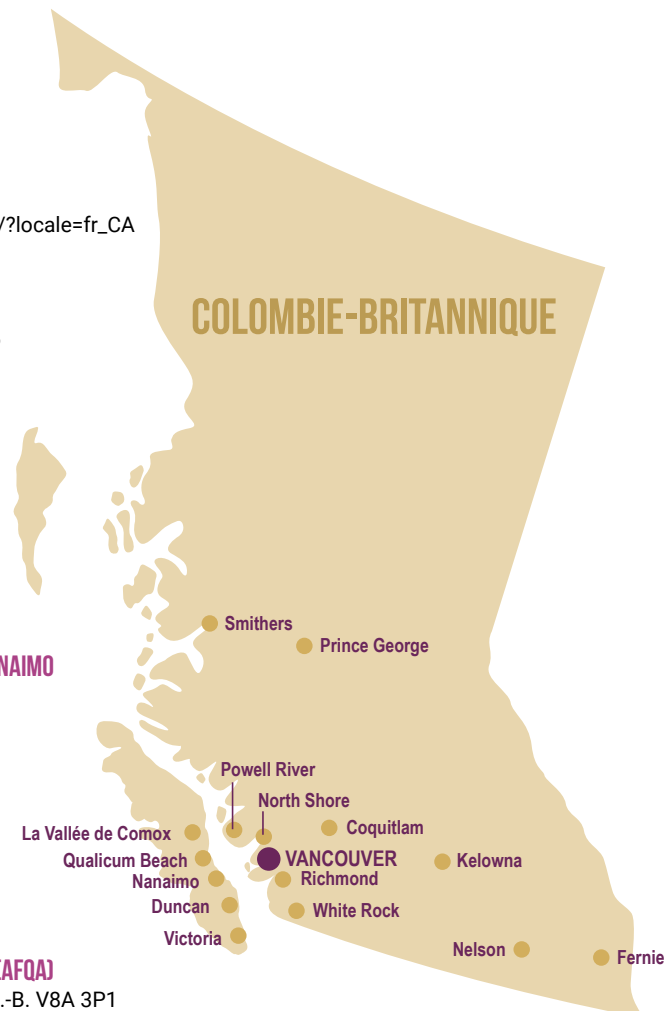 /?locale=fr_CA
COLOMBIE-BRITANNIQUE
Smithers
Prince George
NAIMO
Powell River
North Shore
La Vallée de Comox
Coquitlam
Qualicum Beach
VANCOUVER
Kelowna
Nanaimo
Richmond
Duncan
White Rock
Victoria
Nelson
Fernie
(AFQA)
.-B. V8A 3P1